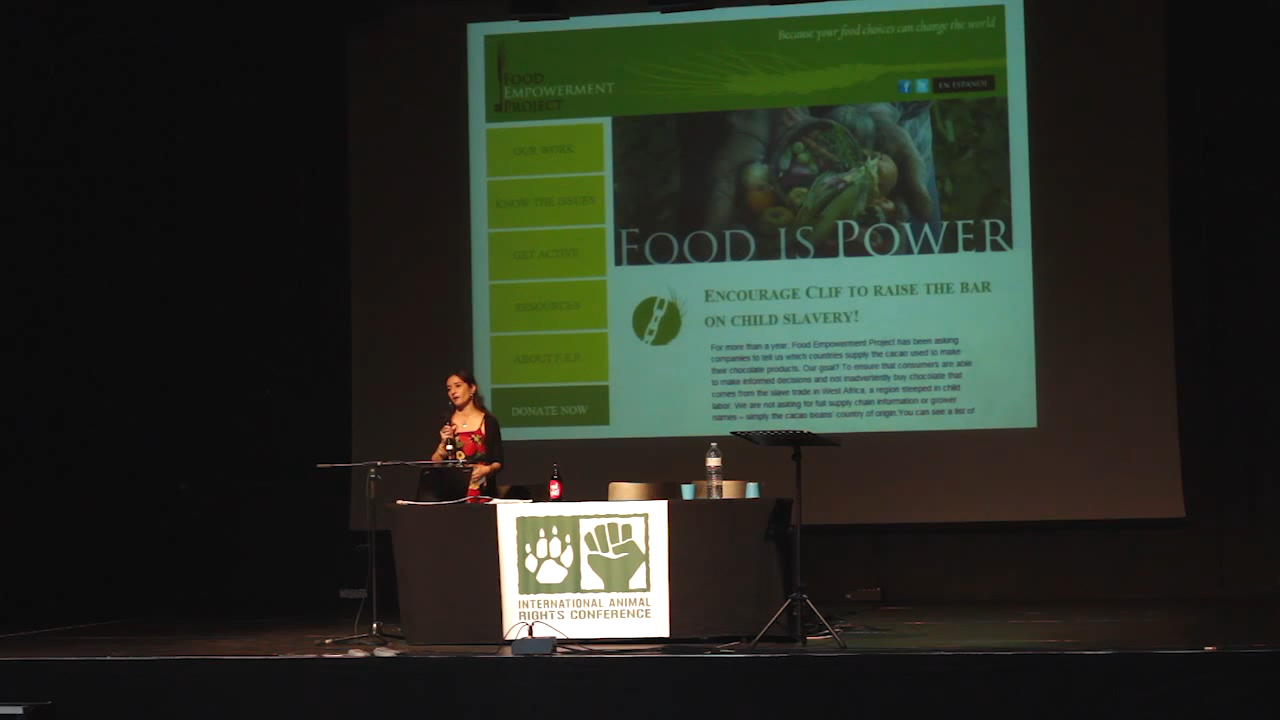 Because your food choices can change the world
FOOD
EMPOWERMENT
PROJECT
EN ESPAÑOL
OUR WORK
KNOW THE ISSUES
GET ACTIVE
RESOURCES
ABOUT F.E.P.
DONATE NOW
FOOD IS POWER
ENCOURAGE CLIF TO RAISE THE BAR
ON CHILD SLAVERY!
For more than a year, Food Empowerment Project has been asking
companies to tell us which countries supply the cacao used to make
their chocolate products. Our goal? To ensure that consumers are able
to make informed decisions and not inadvertently buy chocolate that
comes from the slave trade in West Africa, a region steeped in child
labor. We are not asking for full supply chain information or grower
names – simply the cacao beans' country of origin.You can see a list of
INTERNATIONAL ANIMAL
RIGHTS CONFERENCE